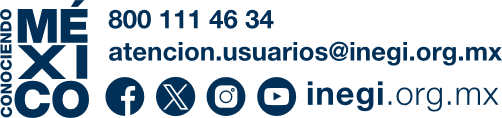 CONOCIENDO
MÉ
XI
CO
800 111 46 34
atencion.usuarios@inegi.org.mx
inegi.org.mx